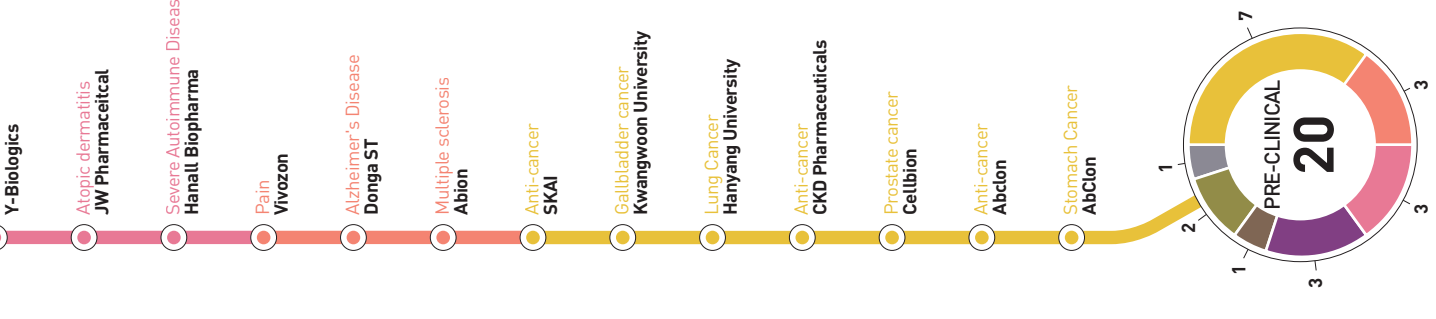 Y-Biologics
Atopic dermatitis
JW Pharmaceitcal
Severe Autoimmune Diseas
Hanall Biopharma
Pain
Vivozon
Alzheimer's Disease
Donga ST
Multiple sclerosis
Abion
Anti-cancer
SKAI
Gallbladder cancer
Kwangwoon University
Lung Cancer
Hanyang University
Anti-cancer
CKD Pharmaceuticals
Prostate cancer
Cellbion
Anti-cancer
Abclon
Stomach Cancer
AbClon
PRE-CLINICAL
20
7
3
3
3
1
2
1